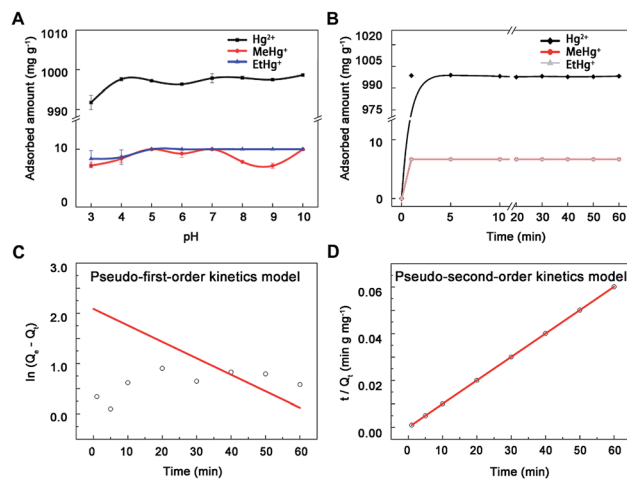 A
Adsorbed amount (mg g⁻¹)
1010
1000
990
10
0
Hg²⁺
MeHg⁺
EtHg⁺
3 4 5 6 7 8 9 10
pH
B
Adsorbed amount (mg g⁻¹)
1020
998
975
10
0
Hg²⁺
MeHg⁺
EtHg⁺
0 5 10 20 30 40 50 60
Time (min)
C
Pseudo-first-order kinetics model
ln (Qe - Qt)
3.0
2.0
1.0
0.0
0 10 20 30 40 50 60
Time (min)
D
Pseudo-second-order kinetics model
t / Qt (min g mg⁻¹)
0.06
0.04
0.02
0.00
0 10 20 30 40 50 60
Time (min)